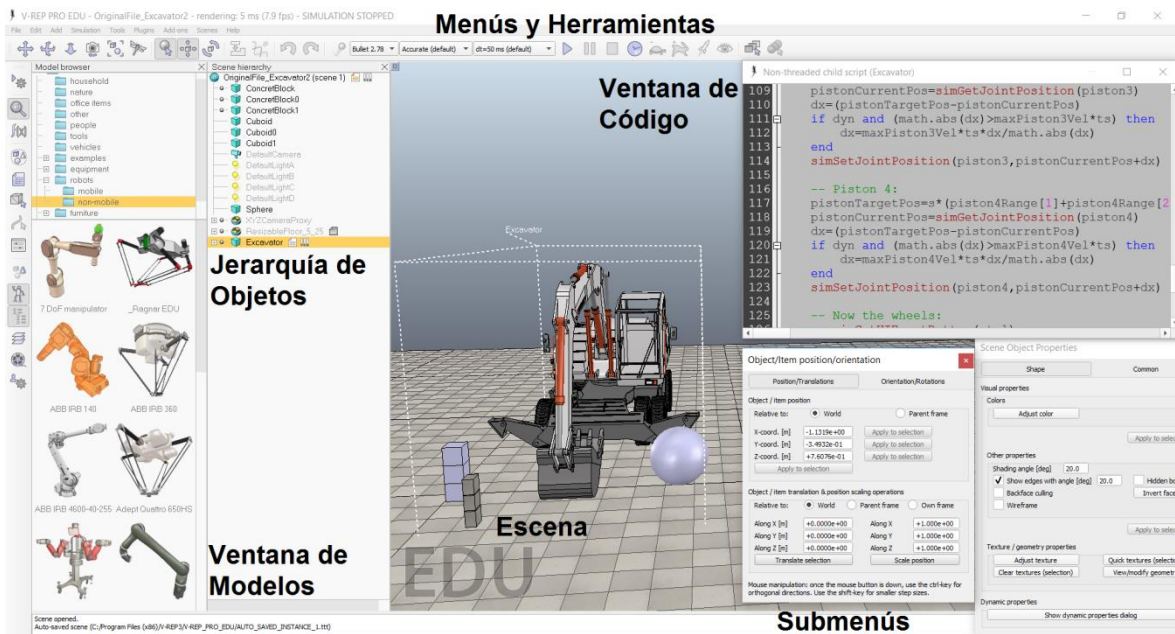 V-REP PRO EDU - OriginalFile_Excavator2 - rendering: 5 ms (7.9 fps) - SIMULATION STOPPED
Menús y Herramientas
File Edit Add Simulation Tools Plugins Add-ons Scenes Help
Bullet 2.78 Accurate (default) dt=50 ms (default)
Model browser
household
nature
office items
other
people
tools
vehicles
examples
equipment
robots
mobile
non-mobile
furniture
7 DoF manipulator
_Ragnar EDU
ABB IRB 140
ABB IRB 360
ABB IRB 4600-40-255
Adept Quattro 650HS
Ventana de
Modelos
Scene hierarchy
OriginalFile_Excavator2 (scene 1)
ConcretBlock
ConcretBlock0
ConcretBlock1
Cuboid
Cuboid0
Cuboid1
DefaultCamera
DefaultLightA
DefaultLightB
DefaultLightC
DefaultLightD
Sphere
XYZCameraProxy
ResizableFloor_5_25
Excavator
Jerarquía de
Objetos
Excavator
Escena
EDU
Ventana de
Código
Non-threaded child script (Excavator)
109 pistonCurrentPos=simGetJointPosition(piston3)
110 dx=(pistonTargetPos-pistonCurrentPos)
111 if dyn and (math.abs(dx)>maxPiston3Vel*ts) then
112 dx=maxPiston3Vel*ts*dx/math.abs(dx)
113 end
114 simSetJointPosition(piston3,pistonCurrentPos+dx)
115
116 -- Piston 4:
117 pistonTargetPos=s*(piston4Range[1]+piston4Range[2
118 pistonCurrentPos=simGetJointPosition(piston4)
119 dx=(pistonTargetPos-pistonCurrentPos)
120 if dyn and (math.abs(dx)>maxPiston4Vel*ts) then
121 dx=maxPiston4Vel*ts*dx/math.abs(dx)
122 end
123 simSetJointPosition(piston4,pistonCurrentPos+dx)
124
125 -- Now the wheels:
Object/Item position/orientation
Position/Translations Orientation/Rotations
Object / item position
Relative to: World Parent frame
X-coord. [m] -1.1319e+00 Apply to selection
Y-coord. [m] -3.4932e-01 Apply to selection
Z-coord. [m] +7.6076e-01 Apply to selection
Apply to selection
Object / item translation & position scaling operations
Relative to: World Parent frame Own frame
Along X [m] +0.0000e+00 Along X +1.000e+00
Along Y [m] +0.0000e+00 Along Y +1.000e+00
Along Z [m] +0.0000e+00 Along Z +1.000e+00
Translate selection Scale position
Mouse manipulation: once the mouse button is down, use the ctrl-key for
orthogonal directions. Use the shift-key for smaller step sizes.
Submenús
Scene Object Properties
Shape Common
Visual properties
Colors
Adjust color
Apply to selec
Other properties
Shading angle [deg] 20.0
Show edges with angle [deg] 20.0 Hidden bo
Backface culling Invert face
Wireframe
Apply to selec
Texture / geometry properties
Adjust texture Quick textures (selectio
Clear textures (selection) View/modify geometr
Dynamic properties
Show dynamic properties dialog
Scene opened.
Auto-saved scene (C:/Program Files (x86)/V-REP3/V-REP_PRO_EDU/AUTO_SAVED_INSTANCE_1.ttt)